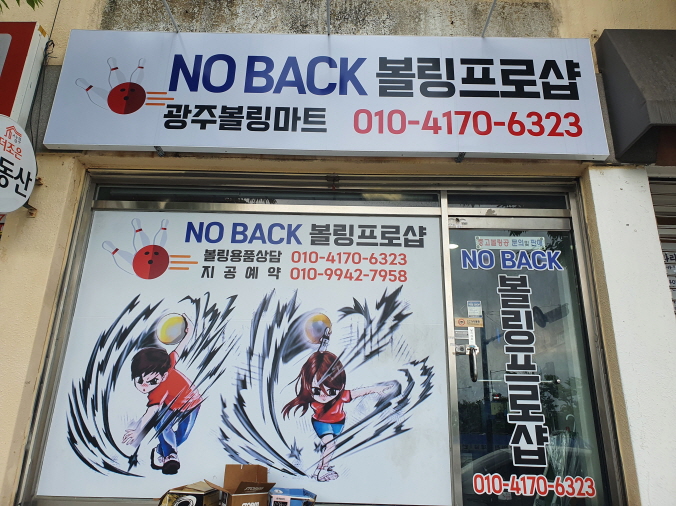 NO BACK 볼링프로샵
광주볼링마트 010-4170-6323
동산
NO BACK 볼링프로샵
볼링용품상담 010-4170-6323
지공예약 010-9942-7958
NO BACK
볼링프로샵
010-4170-6323